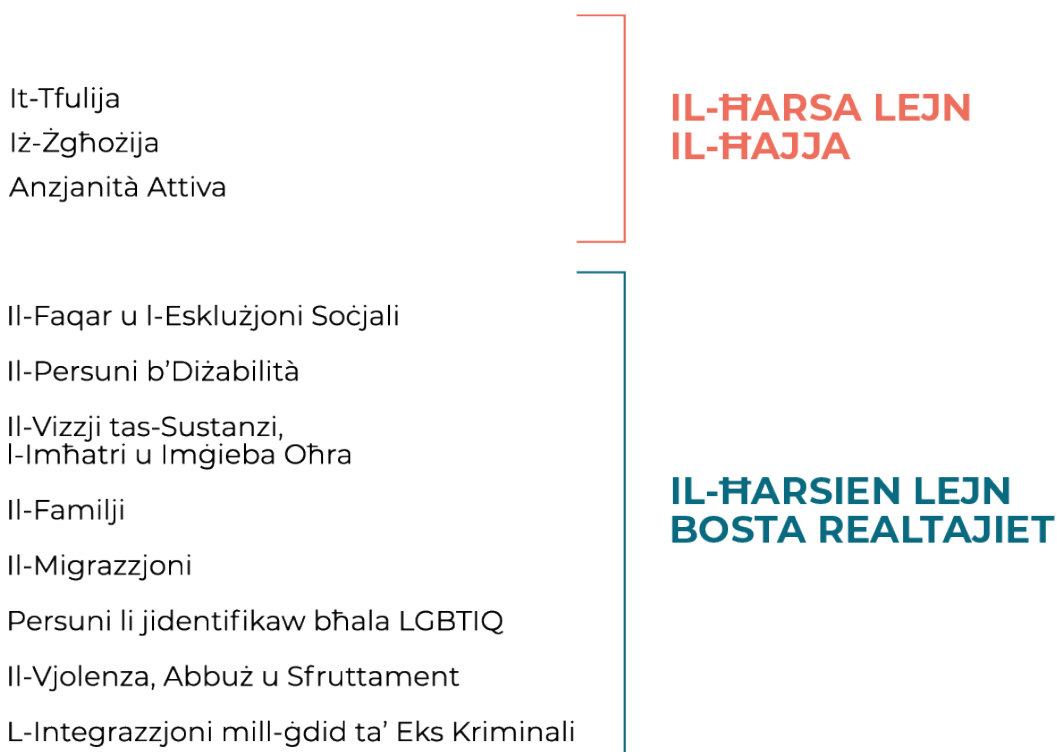 It-Tfulija
Iż-Żgħożija
Anzjanità Attiva
IL-ĦARSA LEJN
IL-ĦAJJA
Il-Faqar u l-Esklużjoni Soċjali
Il-Persuni b’Diżabilità
Il-Vizzji tas-Sustanzi,
l-Imħatri u Imġieba Oħra
Il-Familji
Il-Migrazzjoni
Persuni li jidentifikaw bħala LGBTIQ
Il-Vjolenza, Abbuż u Sfruttament
L-Integrazzjoni mill-ġdid ta’ Eks Kriminali
IL-ĦARSIEN LEJN
BOSTA REALTAJIET